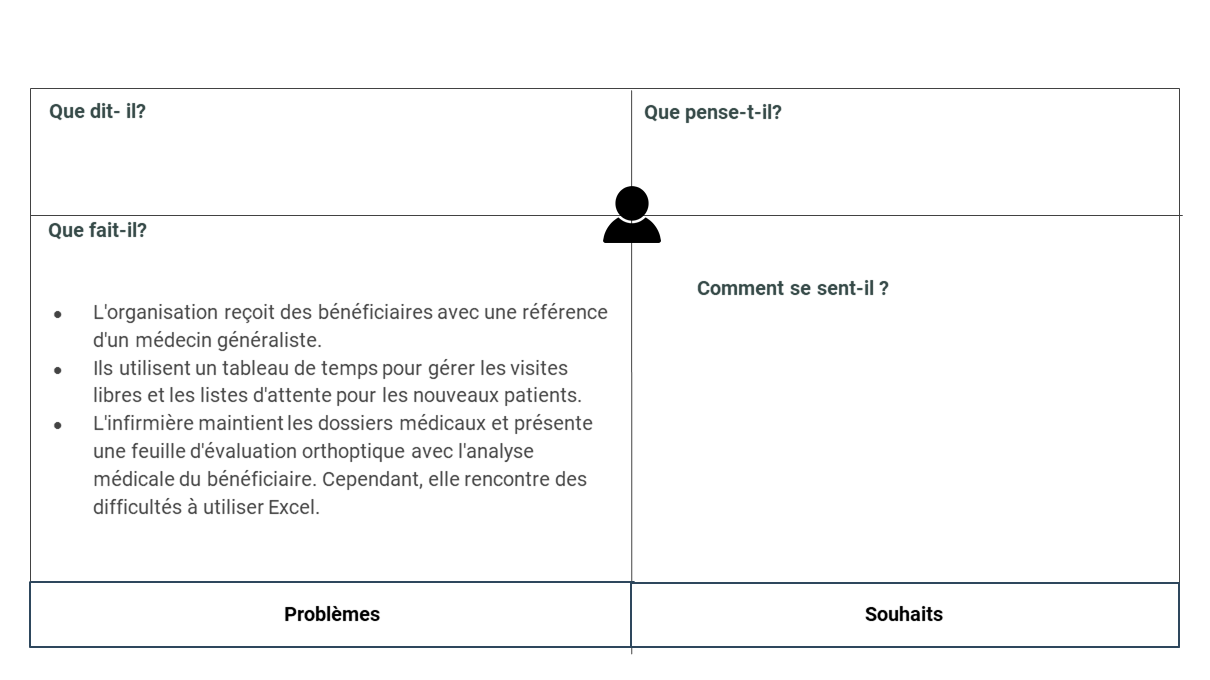 Que dit- il?
Que pense-t-il?
Que fait-il?
Comment se sent-il ?
● L'organisation reçoit des bénéficiaires avec une référence
d'un médecin généraliste.
● Ils utilisent un tableau de temps pour gérer les visites
libres et les listes d'attente pour les nouveaux patients.
● L'infirmière maintient les dossiers médicaux et présente
une feuille d'évaluation orthoptique avec l'analyse
médicale du bénéficiaire. Cependant, elle rencontre des
difficultés à utiliser Excel.
Problèmes
Souhaits